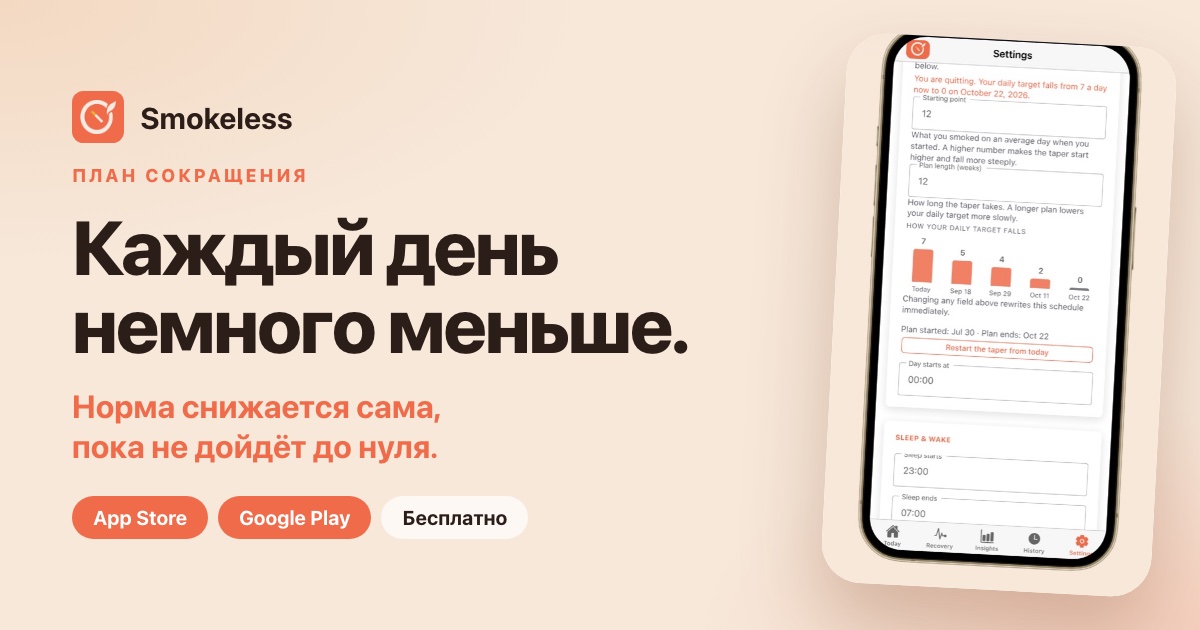 Smokeless
ПЛАН СОКРАЩЕНИЯ
Каждый день
немного меньше.
Норма снижается сама,
пока не дойдёт до нуля.
App Store
Google Play
Бесплатно
Settings
below.
You are quitting. Your daily target falls from 7 a day
now to 0 on October 22, 2026.
Starting point
12
What you smoked on an average day when you
started. A higher number makes the taper start
higher and fall more steeply.
Plan length (weeks)
12
How long the taper takes. A longer plan lowers
your daily target more slowly.
HOW YOUR DAILY TARGET FALLS
7 5 4 2 0
Today Sep 18 Sep 29 Oct 11 Oct 22
Changing any field above rewrites this schedule
immediately.
Plan started: Jul 30 · Plan ends: Oct 22
Restart the taper from today
Day starts at
00:00
SLEEP & WAKE
Sleep starts
23:00
Sleep ends
07:00
Today Recovery Insights History Settings